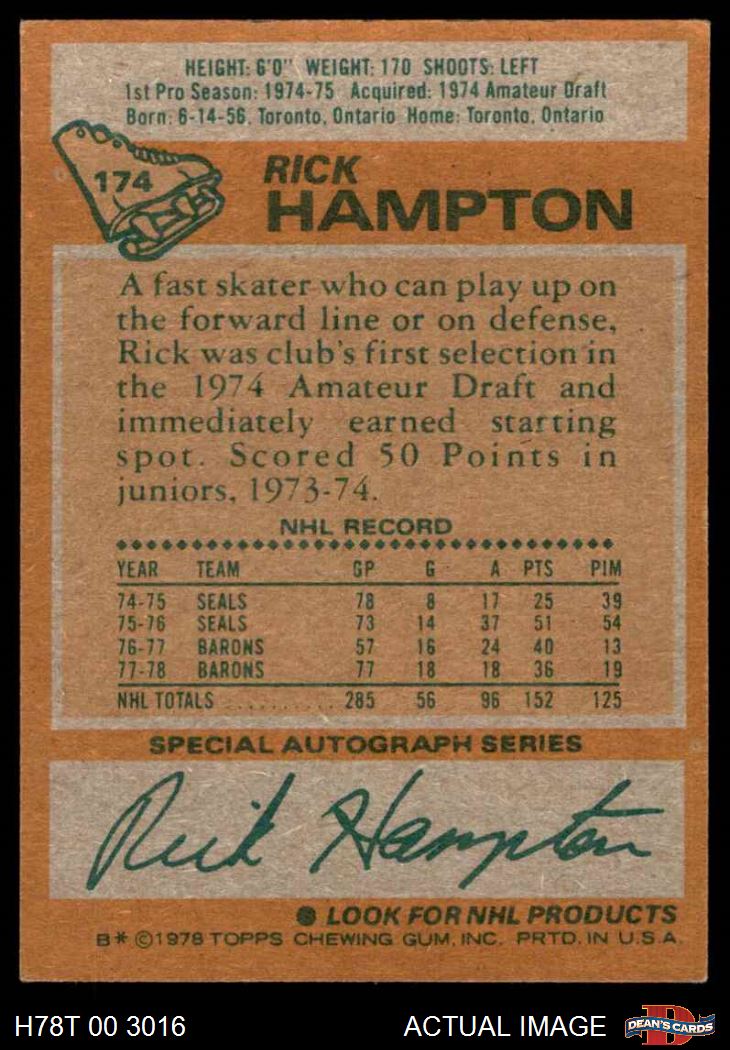 HEIGHT: 6'0" WEIGHT: 170 SHOOTS: LEFT
1st Pro Season: 1974-75 Acquired: 1974 Amateur Draft
Born: 6-14-56, Toronto, Ontario Home: Toronto, Ontario
174
RICK
HAMPTON
A fast skater who can play up on
the forward line or on defense,
Rick was club's first selection in
the 1974 Amateur Draft and
immediately earned starting
spot. Scored 50 Points in
juniors, 1973-74.
NHL RECORD
YEAR TEAM GP G A PTS PIM
74-75 SEALS 78 8 17 25 39
75-76 SEALS 73 14 37 51 54
76-77 BARONS 57 16 24 40 13
77-78 BARONS 77 18 18 36 19
NHL TOTALS .......... 285 56 96 152 125
SPECIAL AUTOGRAPH SERIES
Rick Hampton
● LOOK FOR NHL PRODUCTS
B* ©1978 TOPPS CHEWING GUM, INC. PRTD. IN U.S.A.
H78T 00 3016 ACTUAL IMAGE D DEAN'S CARDS